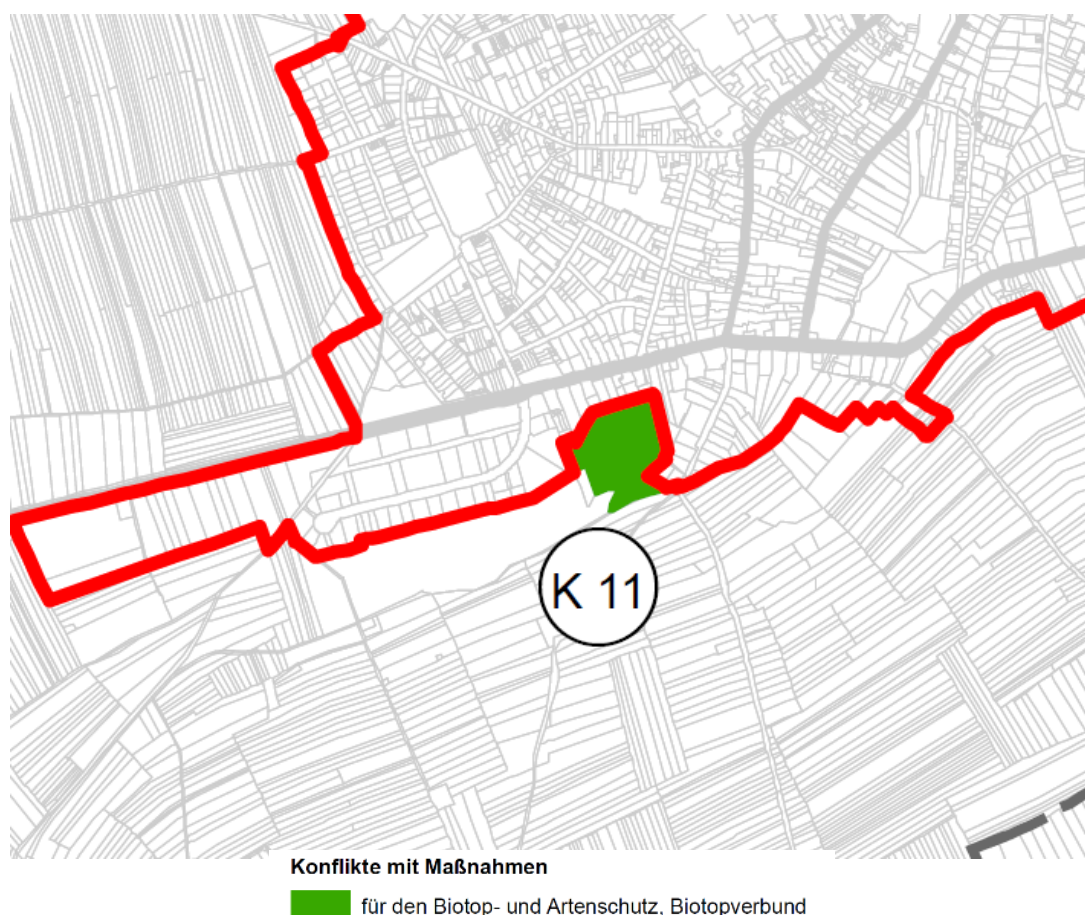 K 11
Konflikte mit Maßnahmen
für den Biotop- und Artenschutz, Biotopverbund